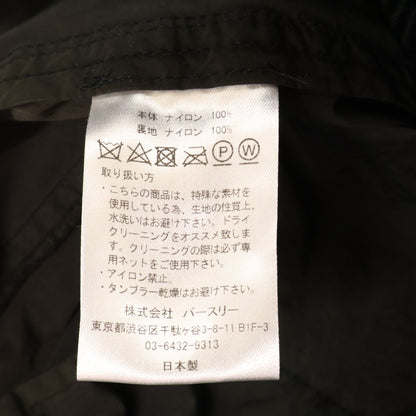 本体 ナイロン 100%
裏地 ナイロン 100%
P W
取り扱い方
・こちらの商品は、特殊な素材を
使用している為、生地の性質上、
水洗いはお避け下さい。ドライ
クリーニングをオススメ致しま
す。クリーニングの際は必ず専
用ネットをご使用下さい。
・アイロン禁止。
・タンブラー乾燥はお避け下さい。
株式会社 バースリー
東京都渋谷区千駄ヶ谷3-8-11 B1F-3
03-6432-9313
日本製